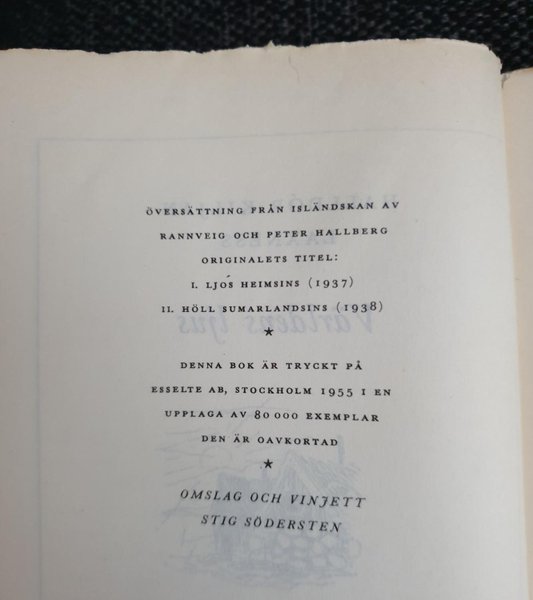 ÖVERSÄTTNING FRÅN ISLÄNDSKAN AV
RANNVEIG OCH PETER HALLBERG
ORIGINALETS TITEL:
I. LJÓS HEIMSINS (1937)
II. HÖLL SUMARLANDSINS (1938)
★
DENNA BOK ÄR TRYCKT PÅ
ESSELTE AB, STOCKHOLM 1955 I EN
UPPLAGA AV 80 000 EXEMPLAR
DEN ÄR OAVKORTAD
★
OMSLAG OCH VINJETT
STIG SÖDERSTEN